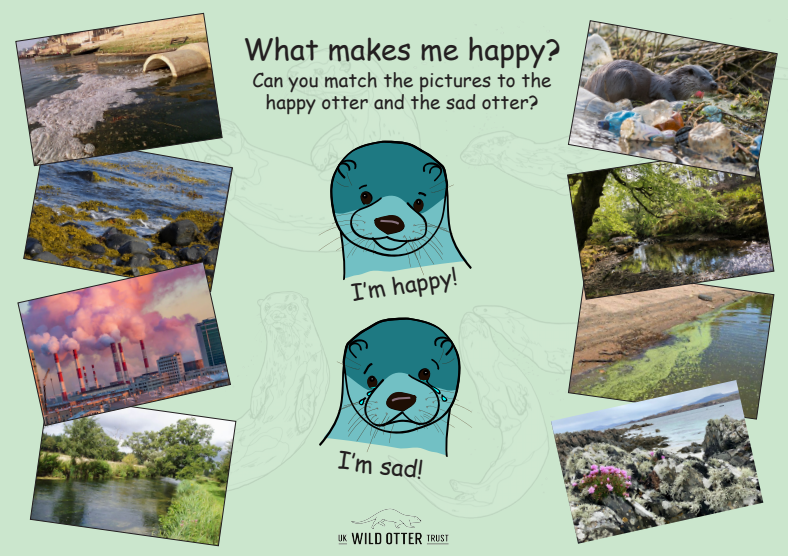 What makes me happy?
Can you match the pictures to the
happy otter and the sad otter?
I'm happy!
I'm sad!
UK WILD OTTER TRUST